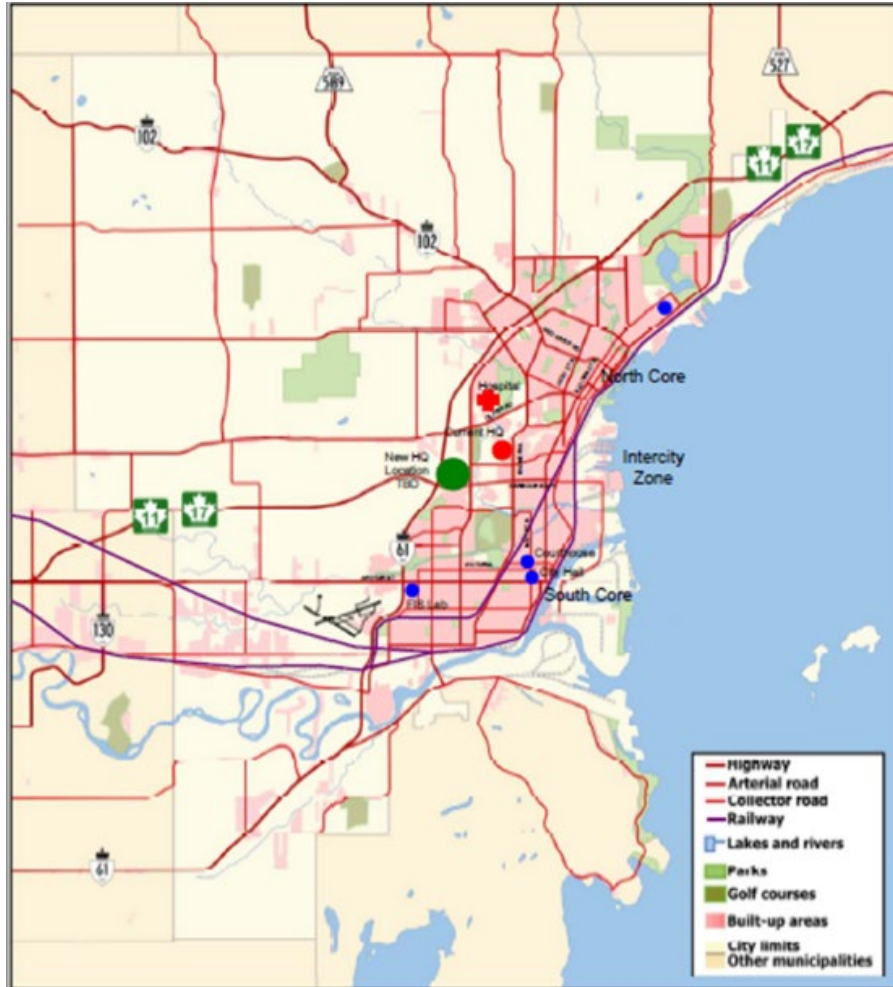 527
589
102
11
17
102
North Core
Hospital
Current HQ
New HQ
Location
TBD
Intercity
Zone
11
17
61
Courthouse
City Hall
South Core
FIS Lab
130
61
Highway
Arterial road
Collector road
Railway
Lakes and rivers
Parks
Golf courses
Built-up areas
City limits
Other municipalities